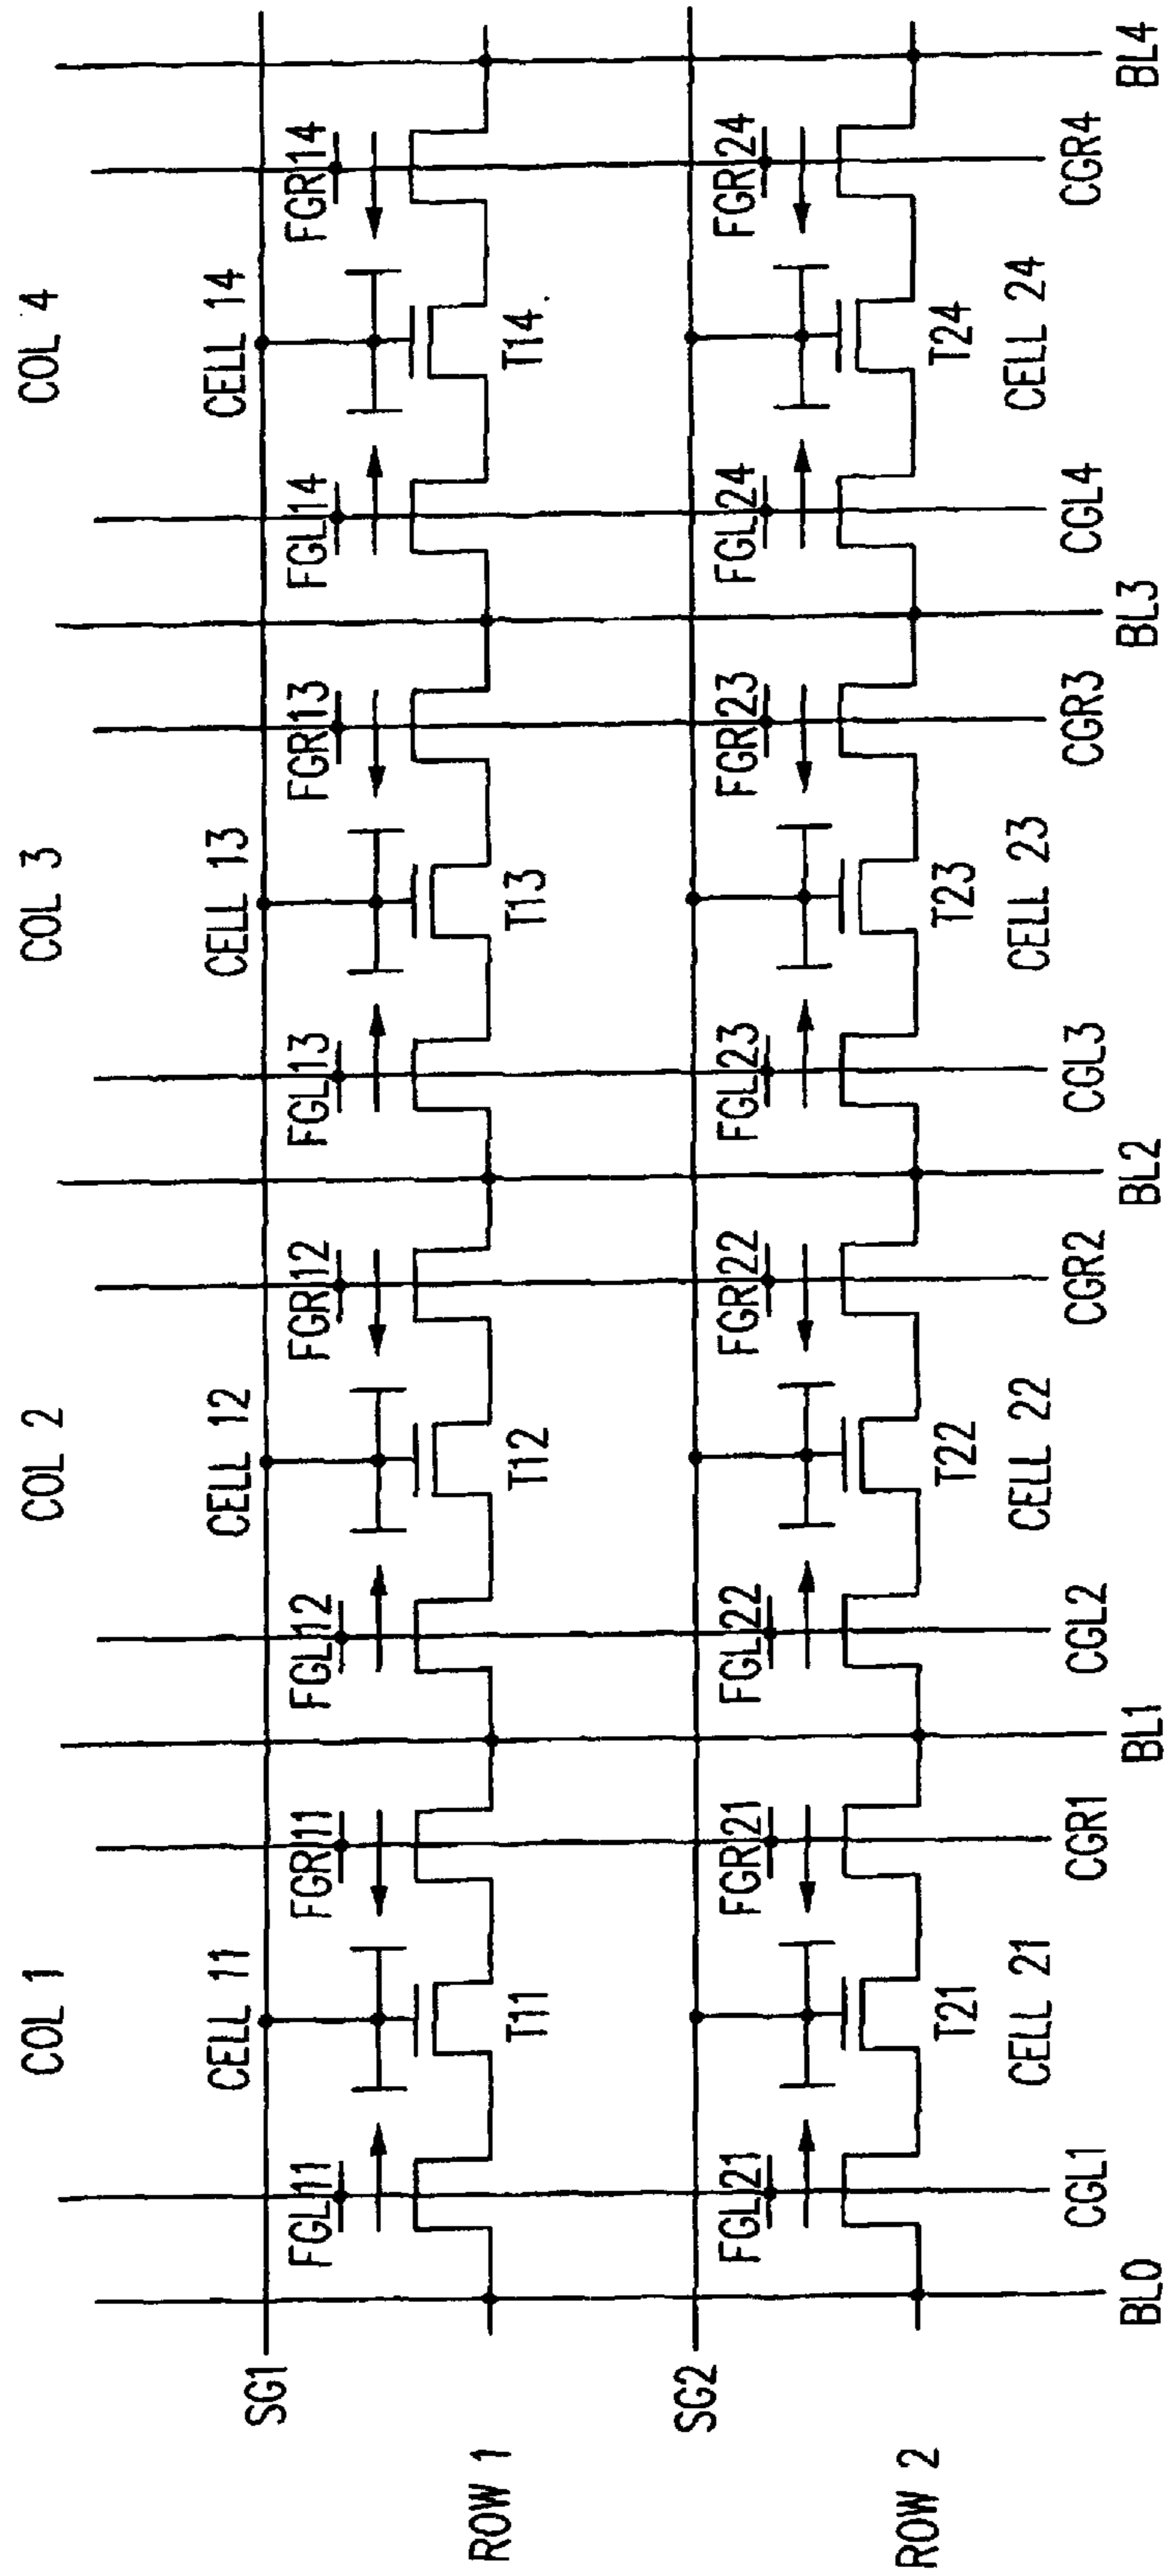 COL 1 COL 2 COL 3 COL 4
CELL 11 CELL 12 CELL 13 CELL 14
SG1
FGL11 FGR11 FGL12 FGR12 FGL13 FGR13 FGL14 FGR14
ROW 1
T11 T12 T13 T14
SG2
FGL21 FGR21 FGL22 FGR22 FGL23 FGR23 FGL24 FGR24
ROW 2
T21 T22 T23 T24
CELL 21 CELL 22 CELL 23 CELL 24
CGL1 CGR1 CGL2 CGR2 CGL3 CGR3 CGL4 CGR4
BL0 BL1 BL2 BL3 BL4